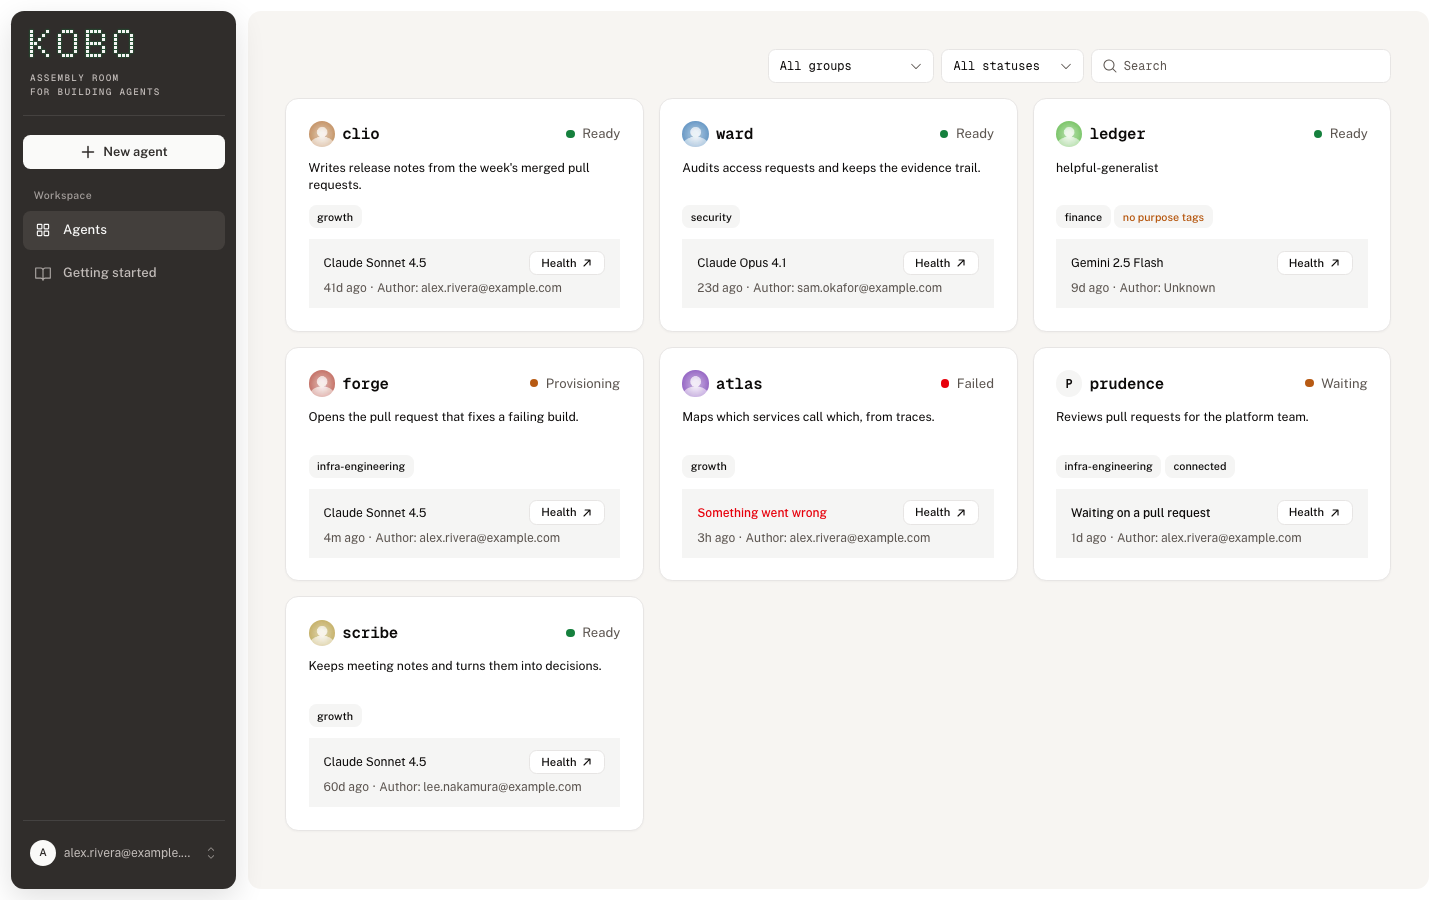 KOBO
ASSEMBLY ROOM
FOR BUILDING AGENTS
New agent
Workspace
Agents
Getting started
A alex.rivera@example....
All groups
All statuses
Search
clio
Ready
Writes release notes from the week's merged pull
requests.
growth
Claude Sonnet 4.5
Health
41d ago · Author: alex.rivera@example.com
ward
Ready
Audits access requests and keeps the evidence trail.
security
Claude Opus 4.1
Health
23d ago · Author: sam.okafor@example.com
ledger
Ready
helpful-generalist
finance
no purpose tags
Gemini 2.5 Flash
Health
9d ago · Author: Unknown
forge
Provisioning
Opens the pull request that fixes a failing build.
infra-engineering
Claude Sonnet 4.5
Health
4m ago · Author: alex.rivera@example.com
atlas
Failed
Maps which services call which, from traces.
growth
Something went wrong
Health
3h ago · Author: alex.rivera@example.com
P
prudence
Waiting
Reviews pull requests for the platform team.
infra-engineering
connected
Waiting on a pull request
Health
1d ago · Author: alex.rivera@example.com
scribe
Ready
Keeps meeting notes and turns them into decisions.
growth
Claude Sonnet 4.5
Health
60d ago · Author: lee.nakamura@example.com